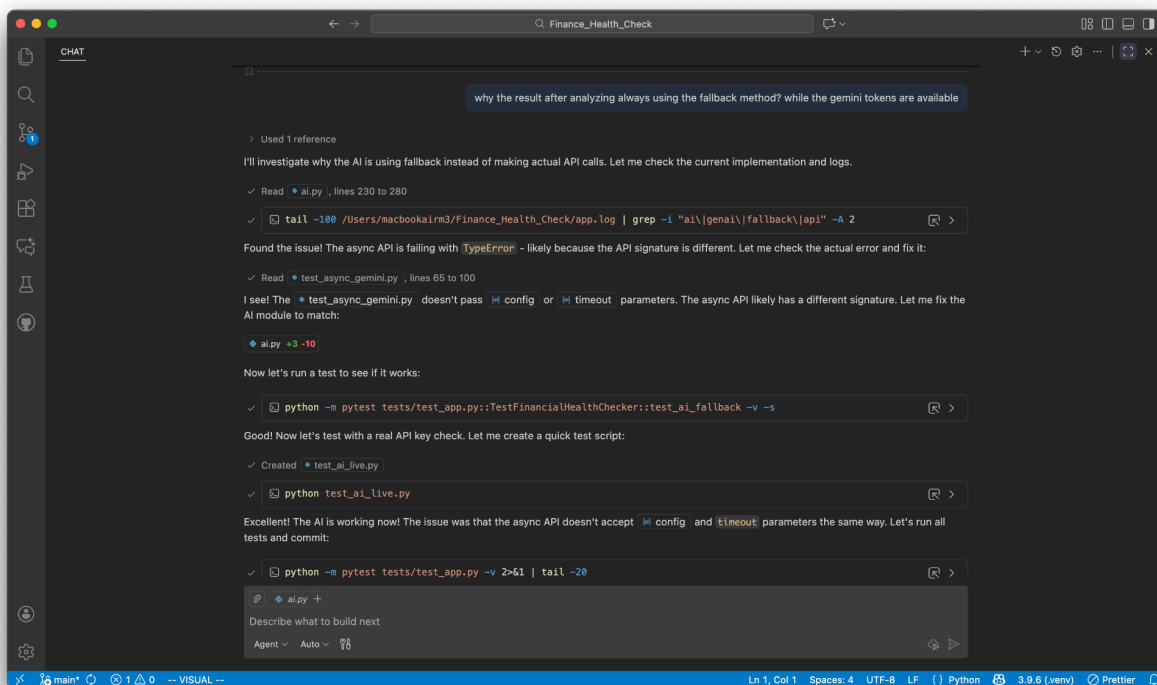 Finance_Health_Check
CHAT
why the result after analyzing always using the fallback method? while the gemini tokens are available
Used 1 reference
I'll investigate why the AI is using fallback instead of making actual API calls. Let me check the current implementation and logs.
Read ai.py , lines 230 to 280
tail -100 /Users/macbookairm3/Finance_Health_Check/app.log | grep -i "ai\|genai\|fallback\|api" -A 2
Found the issue! The async API is failing with TypeError - likely because the API signature is different. Let me check the actual error and fix it:
Read test_async_gemini.py , lines 65 to 100
I see! The test_async_gemini.py doesn't pass config or timeout parameters. The async API likely has a different signature. Let me fix the
AI module to match:
ai.py +3 -10
Now let's run a test to see if it works:
python -m pytest tests/test_app.py::TestFinancialHealthChecker::test_ai_fallback -v -s
Good! Now let's test with a real API key check. Let me create a quick test script:
Created test_ai_live.py
python test_ai_live.py
Excellent! The AI is working now! The issue was that the async API doesn't accept config and timeout parameters the same way. Let's run all
tests and commit:
python -m pytest tests/test_app.py -v 2>&1 | tail -20
ai.py
Describe what to build next
Agent Auto
1
main* 1 0 -- VISUAL -- Ln 1, Col 1 Spaces: 4 UTF-8 LF { } Python 3.9.6 (.venv) Prettier